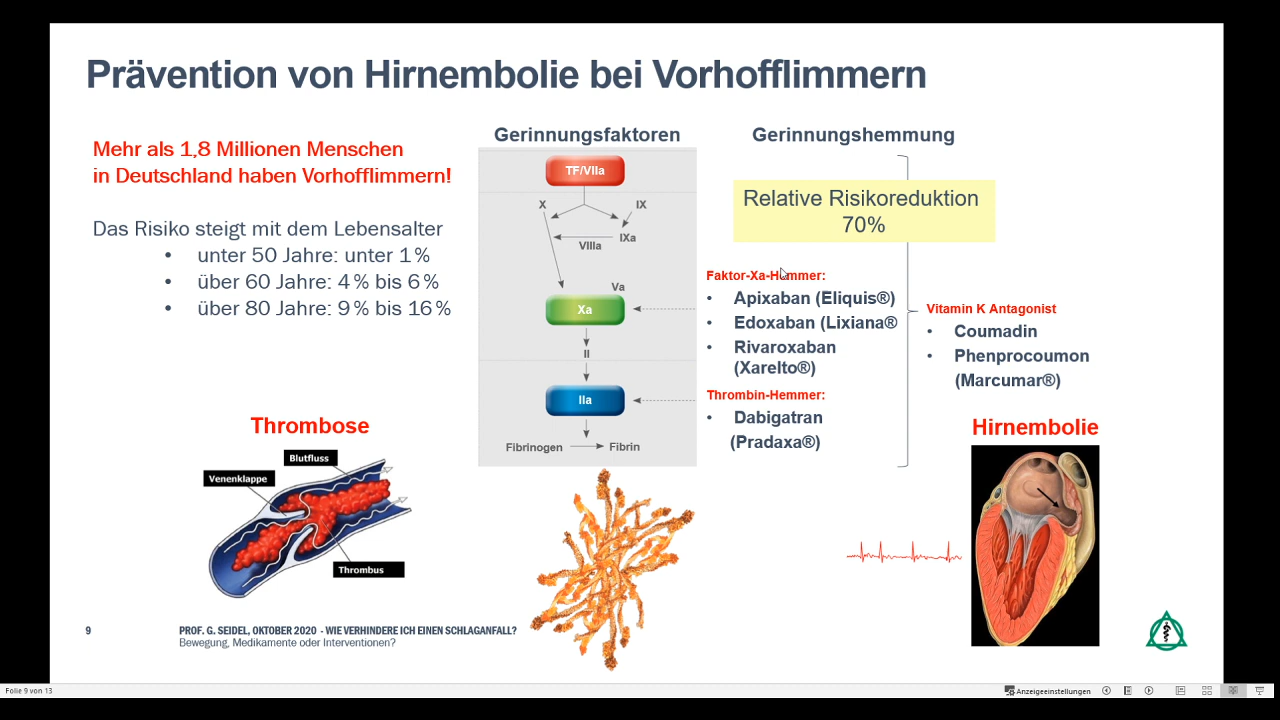 Prävention von Hirnembolie bei Vorhofflimmern
Mehr als 1,8 Millionen Menschen
in Deutschland haben Vorhofflimmern!
Das Risiko steigt mit dem Lebensalter
• unter 50 Jahre: unter 1 %
• über 60 Jahre: 4 % bis 6 %
• über 80 Jahre: 9 % bis 16 %
Gerinnungsfaktoren
TF/VIIa
X
IX
IXa
VIIIa
Va
Xa
II
IIa
Fibrinogen
Fibrin
Gerinnungshemmung
Relative Risikoreduktion
70%
Faktor-Xa-Hemmer:
• Apixaban (Eliquis®)
• Edoxaban (Lixiana®
• Rivaroxaban
(Xarelto®)
Thrombin-Hemmer:
• Dabigatran
(Pradaxa®)
Vitamin K Antagonist
• Coumadin
• Phenprocoumon
(Marcumar®)
Thrombose
Blutfluss
Venenklappe
Thrombus
Hirnembolie
9
PROF. G. SEIDEL, OKTOBER 2020 - WIE VERHINDERE ICH EINEN SCHLAGANFALL?
Bewegung, Medikamente oder Interventionen?
Folie 9 von 13
Anzeigeeinstellungen